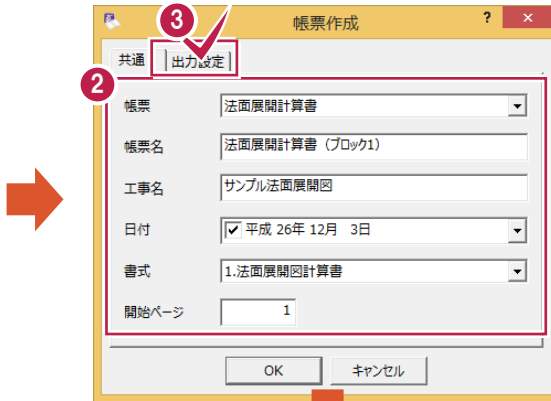 3
帳票作成
?
×
共通
出力設定
2
帳票
法面展開計算書
帳票名
法面展開計算書（ブロック1）
工事名
サンプル法面展開図
日付
平成 26年 12月 3日
書式
1.法面展開図計算書
開始ページ
1
OK
キャンセル